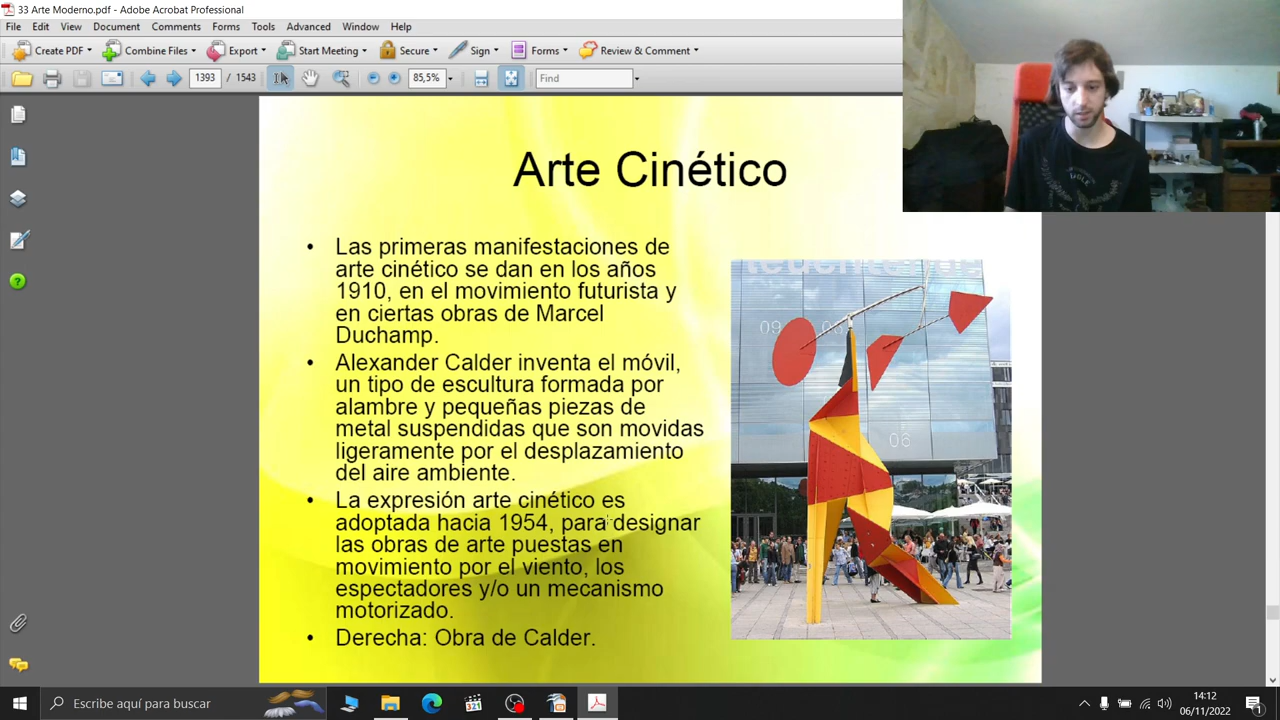 33 Arte Moderno.pdf - Adobe Acrobat Professional
File Edit View Document Comments Forms Tools Advanced Window Help
Create PDF Combine Files Export Start Meeting Secure Sign Forms Review & Comment
1393 / 1543 85,5% Find
Arte Cinético
• Las primeras manifestaciones de
arte cinético se dan en los años
1910, en el movimiento futurista y
en ciertas obras de Marcel
Duchamp.
• Alexander Calder inventa el móvil,
un tipo de escultura formada por
alambre y pequeñas piezas de
metal suspendidas que son movidas
ligeramente por el desplazamiento
del aire ambiente.
• La expresión arte cinético es
adoptada hacia 1954, para designar
las obras de arte puestas en
movimiento por el viento, los
espectadores y/o un mecanismo
motorizado.
• Derecha: Obra de Calder.
09
06
Escribe aquí para buscar
321
14:12
06/11/2022
1